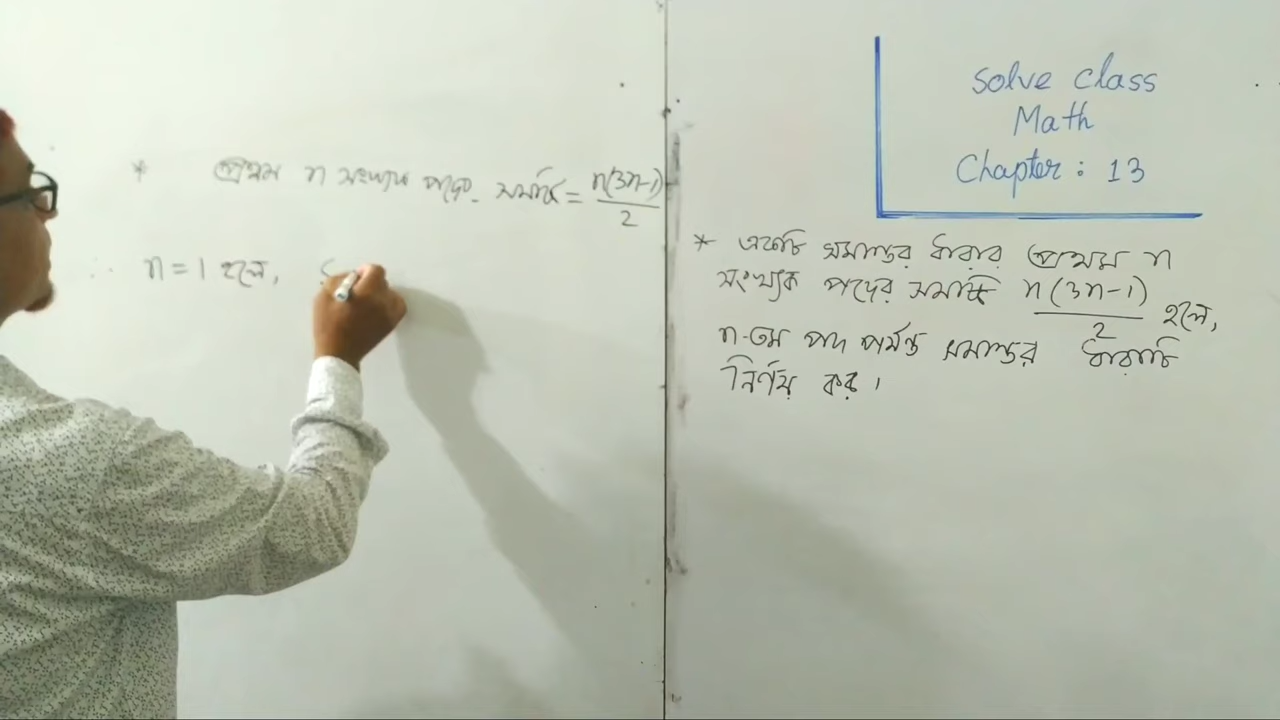 * প্রথম n সংখ্যক পদের সমষ্টি = n(3n-1)/2
∴ n = 1 হলে, S
Solve Class
Math
Chapter : 13
* একটি সমান্তর ধারার প্রথম n
সংখ্যক পদের সমষ্টি n(3n-1)/2 হলে,
n-তম পদ পর্যন্ত সমান্তর ধারাটি
নির্ণয় কর।